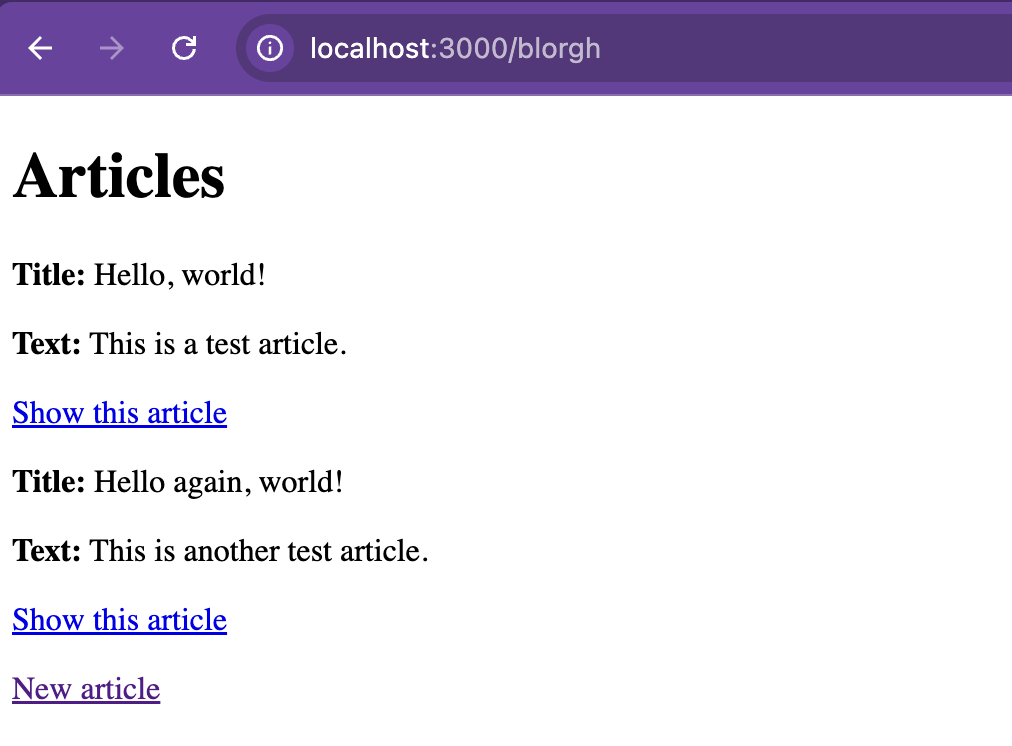 localhost:3000/blorgh
Articles
Title: Hello, world!
Text: This is a test article.
Show this article
Title: Hello again, world!
Text: This is another test article.
Show this article
New article